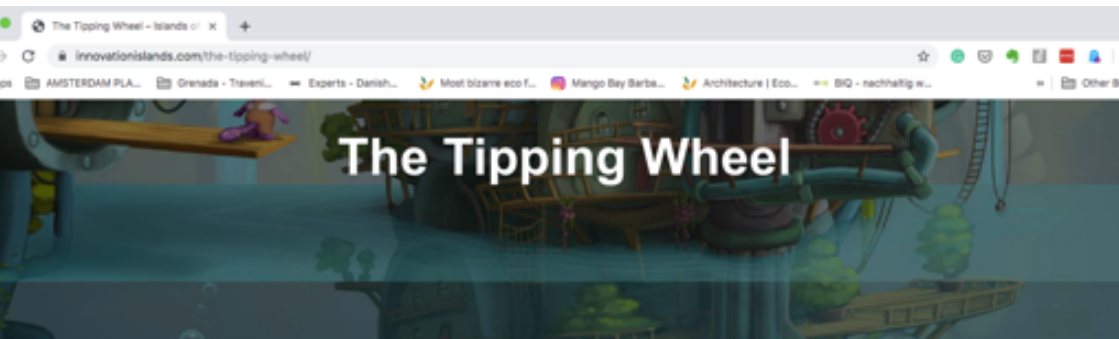 The Tipping Wheel – Islands of
innovationislands.com/the-tipping-wheel/
AMSTERDAM PLA... Grenada - Traveni... Experts - Danish... Most bizarre eco f... Mango Bay Barba... Architecture | Eco... BIQ - nachhaltig w... » Other B
The Tipping Wheel